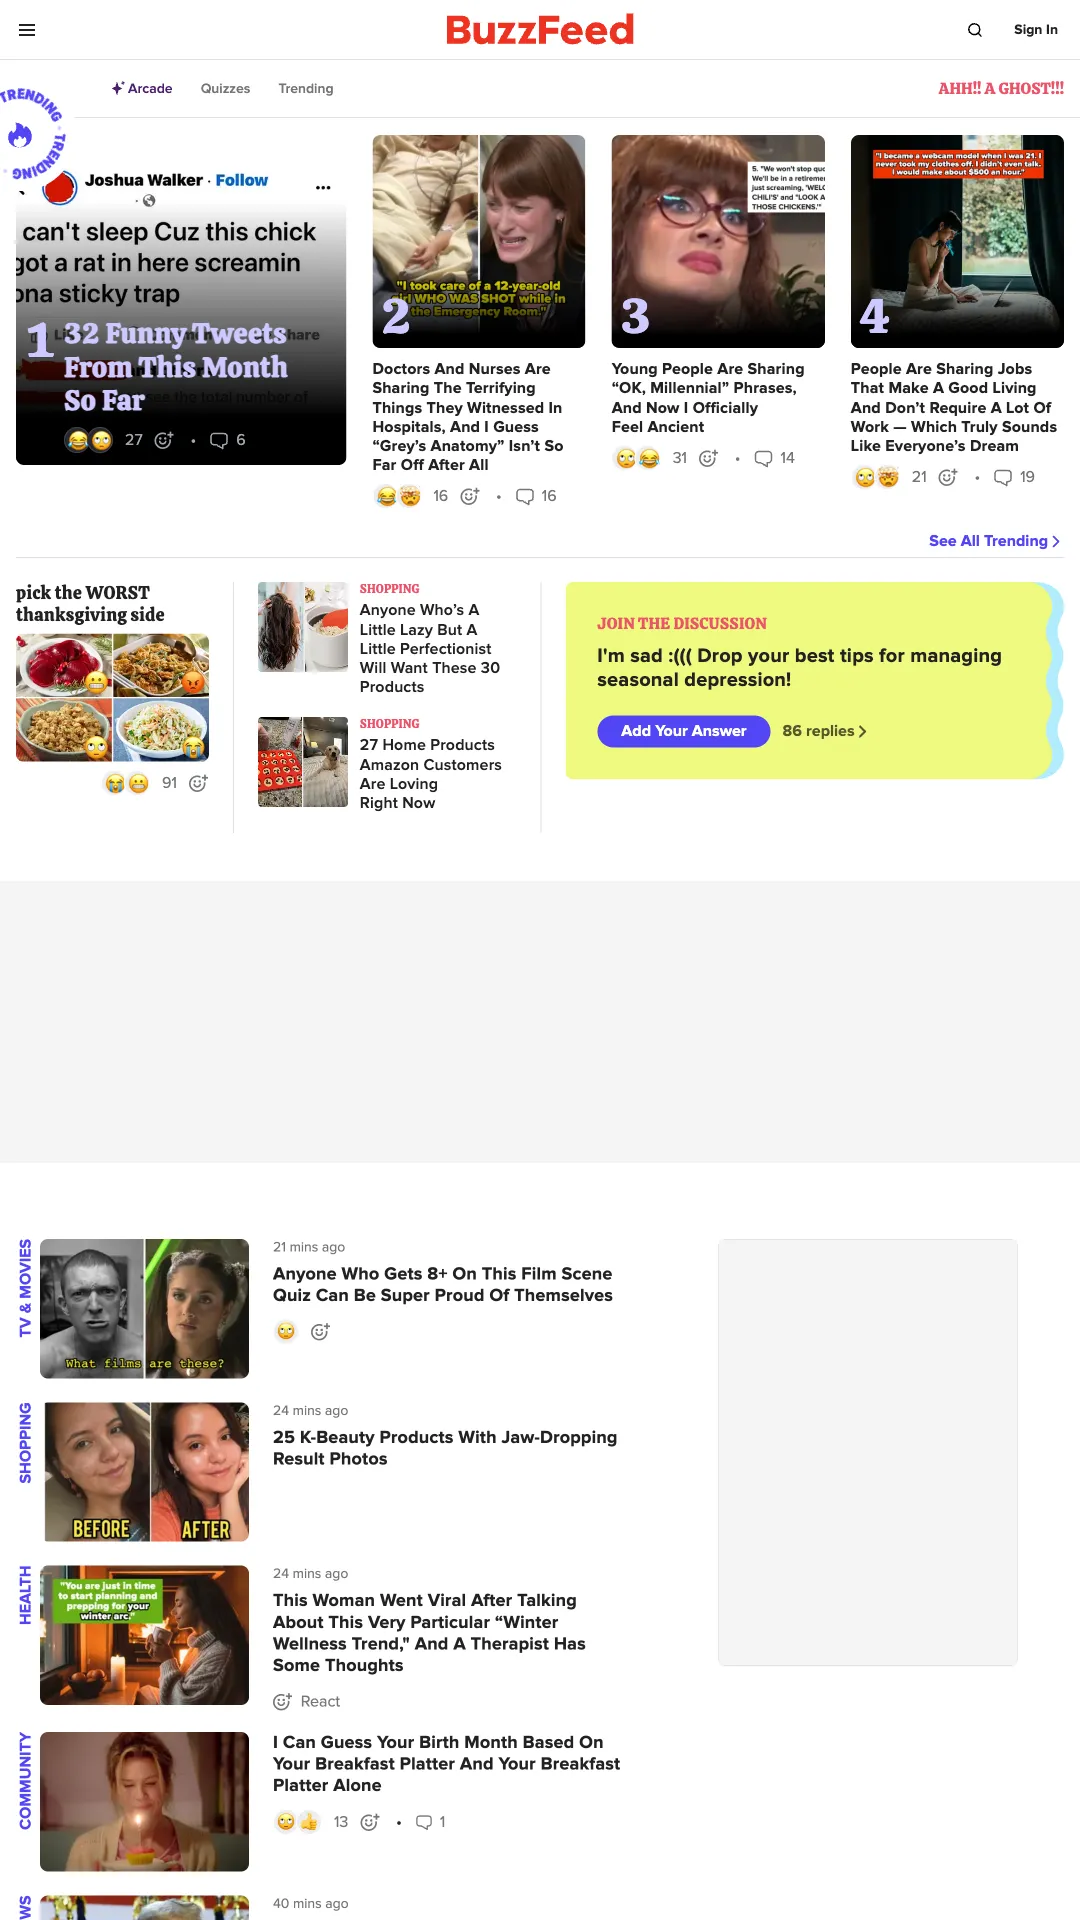 BuzzFeed
Sign In
Arcade
Quizzes
Trending
AHH!! A GHOST!!!
TRENDING
TRENDING
Joshua Walker · Follow
can't sleep Cuz this chick
got a rat in here screamin
ona sticky trap
1
32 Funny Tweets
From This Month
So Far
27
6
"I took care of a 12-year-old
girl WHO WAS SHOT while in
the Emergency Room."
2
Doctors And Nurses Are
Sharing The Terrifying
Things They Witnessed In
Hospitals, And I Guess
“Grey’s Anatomy” Isn’t So
Far Off After All
16
16
5. "We won't stop quo
We'll be in a retiremen
just screaming, 'WELC
CHILI'S' and "LOOK A
THOSE CHICKENS.'"
3
Young People Are Sharing
“OK, Millennial” Phrases,
And Now I Officially
Feel Ancient
31
14
"I became a webcam model when I was 21. I
never took my clothes off. I didn't even talk.
I would make about $500 an hour."
4
People Are Sharing Jobs
That Make A Good Living
And Don’t Require A Lot Of
Work — Which Truly Sounds
Like Everyone’s Dream
21
19
See All Trending
pick the WORST
thanksgiving side
91
SHOPPING
Anyone Who’s A
Little Lazy But A
Little Perfectionist
Will Want These 30
Products
SHOPPING
27 Home Products
Amazon Customers
Are Loving
Right Now
JOIN THE DISCUSSION
I'm sad :((( Drop your best tips for managing
seasonal depression!
Add Your Answer
86 replies
TV & MOVIES
What films are these?
21 mins ago
Anyone Who Gets 8+ On This Film Scene
Quiz Can Be Super Proud Of Themselves
SHOPPING
BEFORE
AFTER
24 mins ago
25 K-Beauty Products With Jaw-Dropping
Result Photos
HEALTH
"You are just in time
to start planning and
prepping for your
winter arc."
24 mins ago
This Woman Went Viral After Talking
About This Very Particular “Winter
Wellness Trend," And A Therapist Has
Some Thoughts
React
COMMUNITY
I Can Guess Your Birth Month Based On
Your Breakfast Platter And Your Breakfast
Platter Alone
13
1
WS
40 mins ago